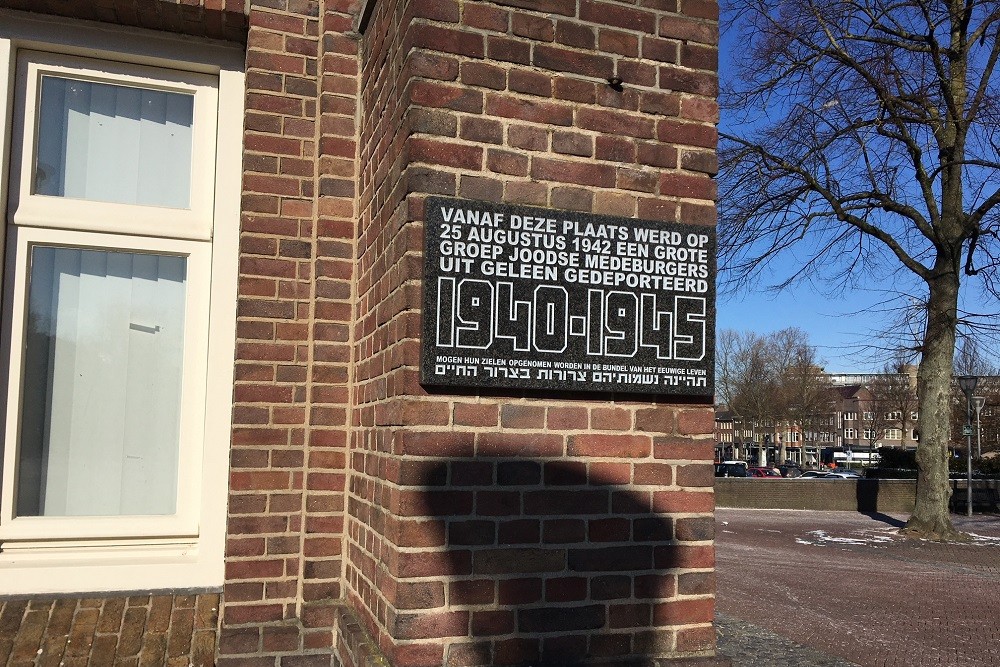 VANAF DEZE PLAATS WERD OP
25 AUGUSTUS 1942 EEN GROTE
GROEP JOODSE MEDEBURGERS
UIT GELEEN GEDEPORTEERD
1940-1945
MOGEN HUN ZIELEN OPGENOMEN WORDEN IN DE BUNDEL VAN HET EEUWIGE LEVEN
תהיינה נשמותיהם צרורות בצרור החיים